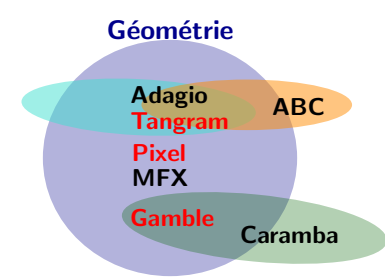 Géométrie
Adagio
ABC
Tangram
Pixel
MFX
Gamble
Caramba